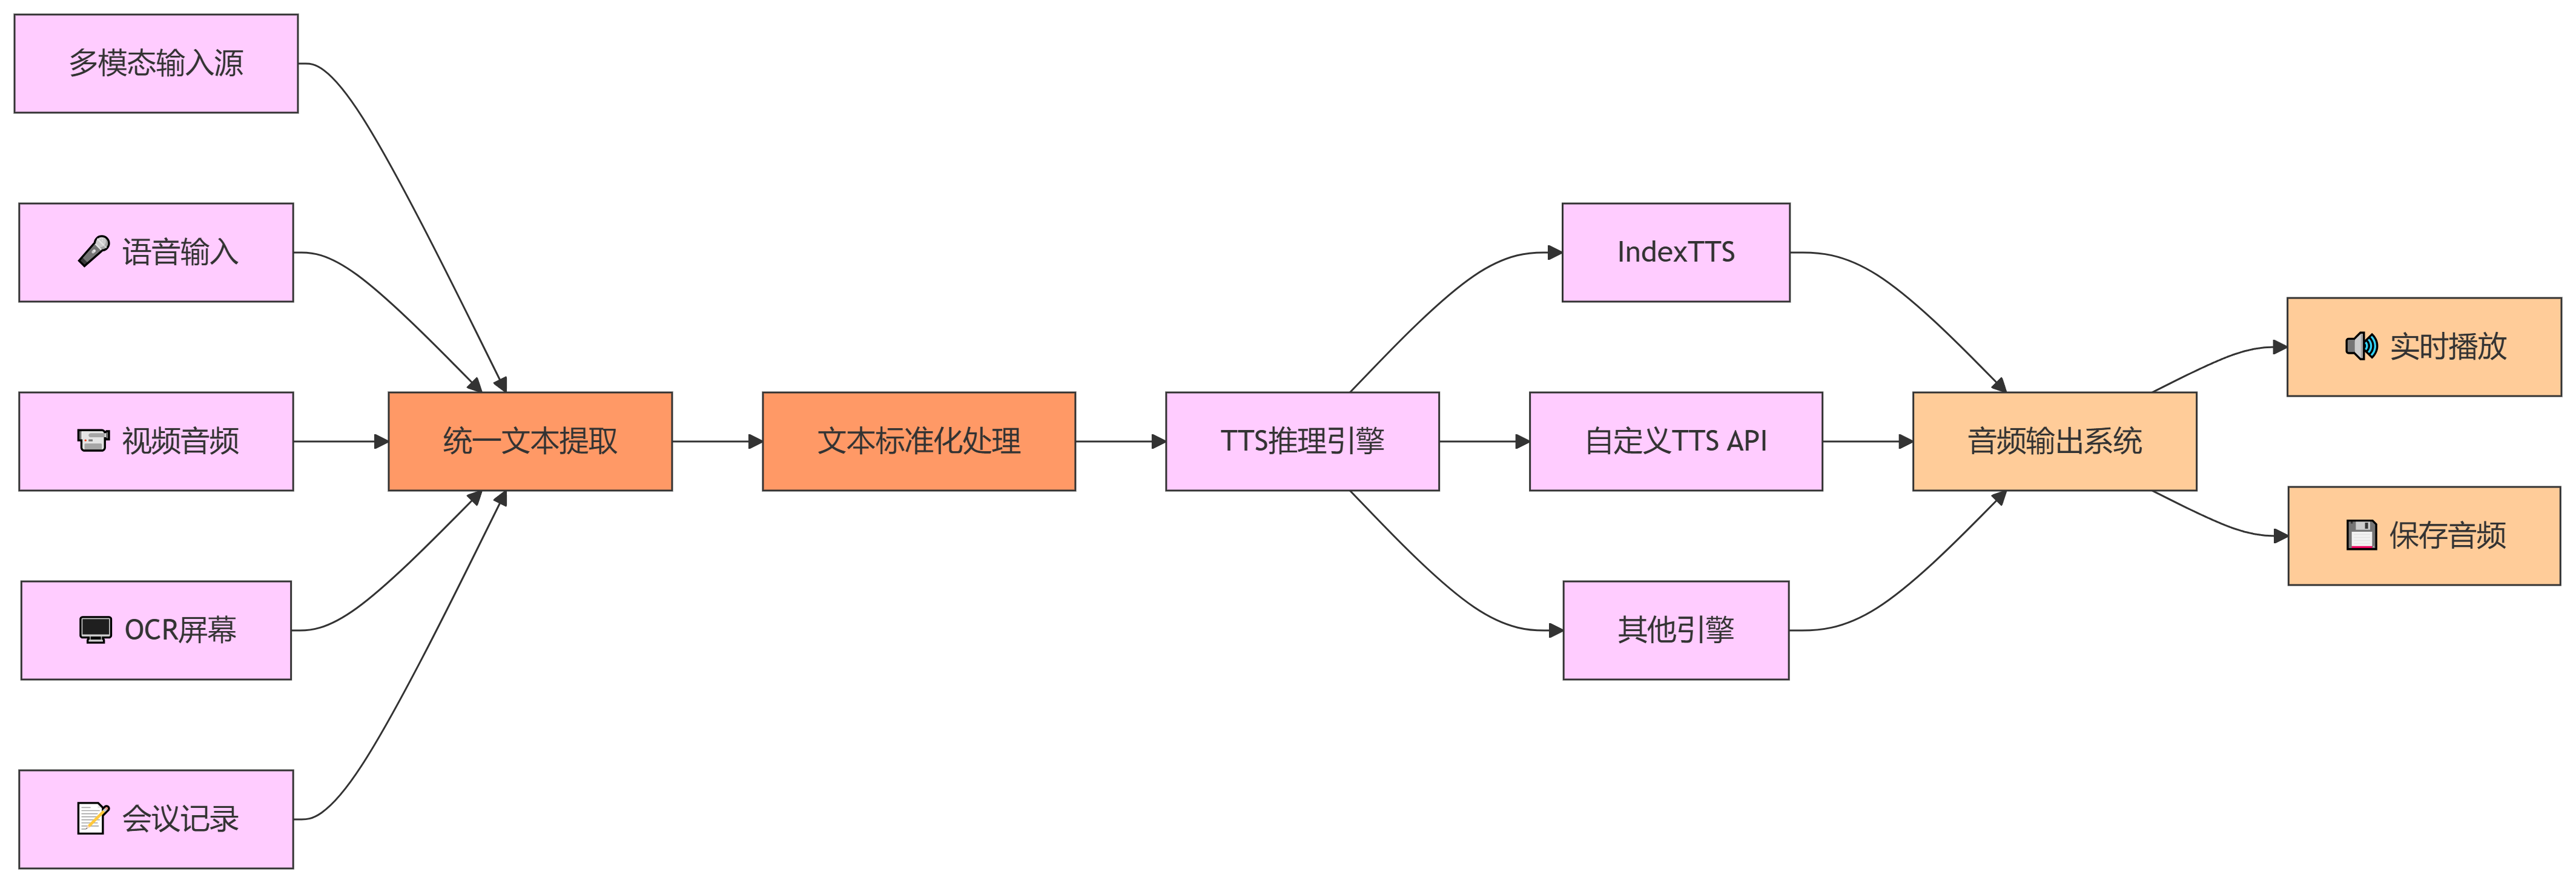 多模态输入源
🎤 语音输入
📹 视频音频
🖥️ OCR屏幕
📝 会议记录
统一文本提取
文本标准化处理
TTS推理引擎
IndexTTS
自定义TTS API
其他引擎
音频输出系统
🔊 实时播放
💾 保存音频